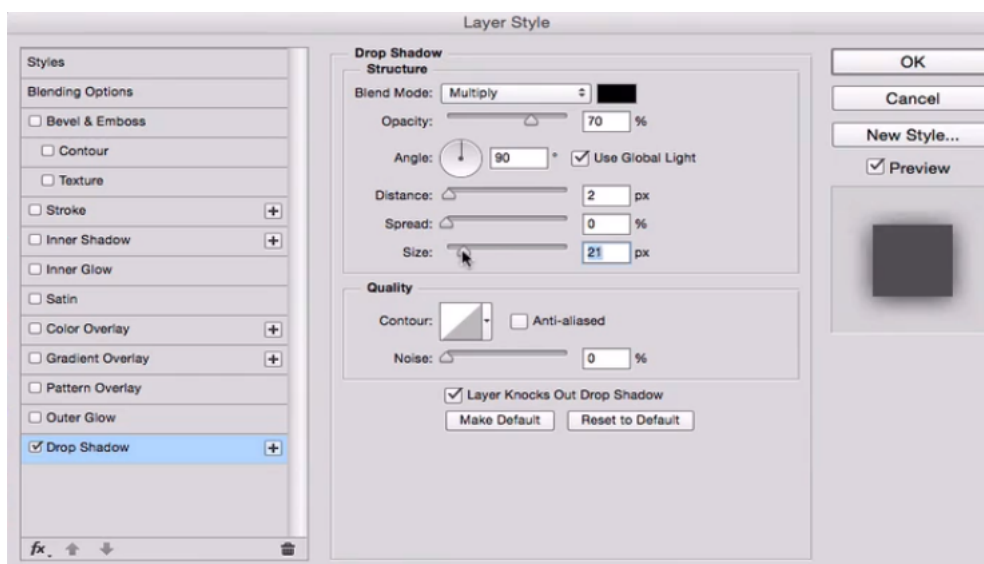 Layer Style
Styles
Blending Options
Bevel & Emboss
Contour
Texture
Stroke
Inner Shadow
Inner Glow
Satin
Color Overlay
Gradient Overlay
Pattern Overlay
Outer Glow
Drop Shadow
fx
Drop Shadow
Structure
Blend Mode: Multiply
Opacity: 70 %
Angle: 90 ° Use Global Light
Distance: 2 px
Spread: 0 %
Size: 21 px
Quality
Contour: Anti-aliased
Noise: 0 %
Layer Knocks Out Drop Shadow
Make Default Reset to Default
OK
Cancel
New Style...
Preview